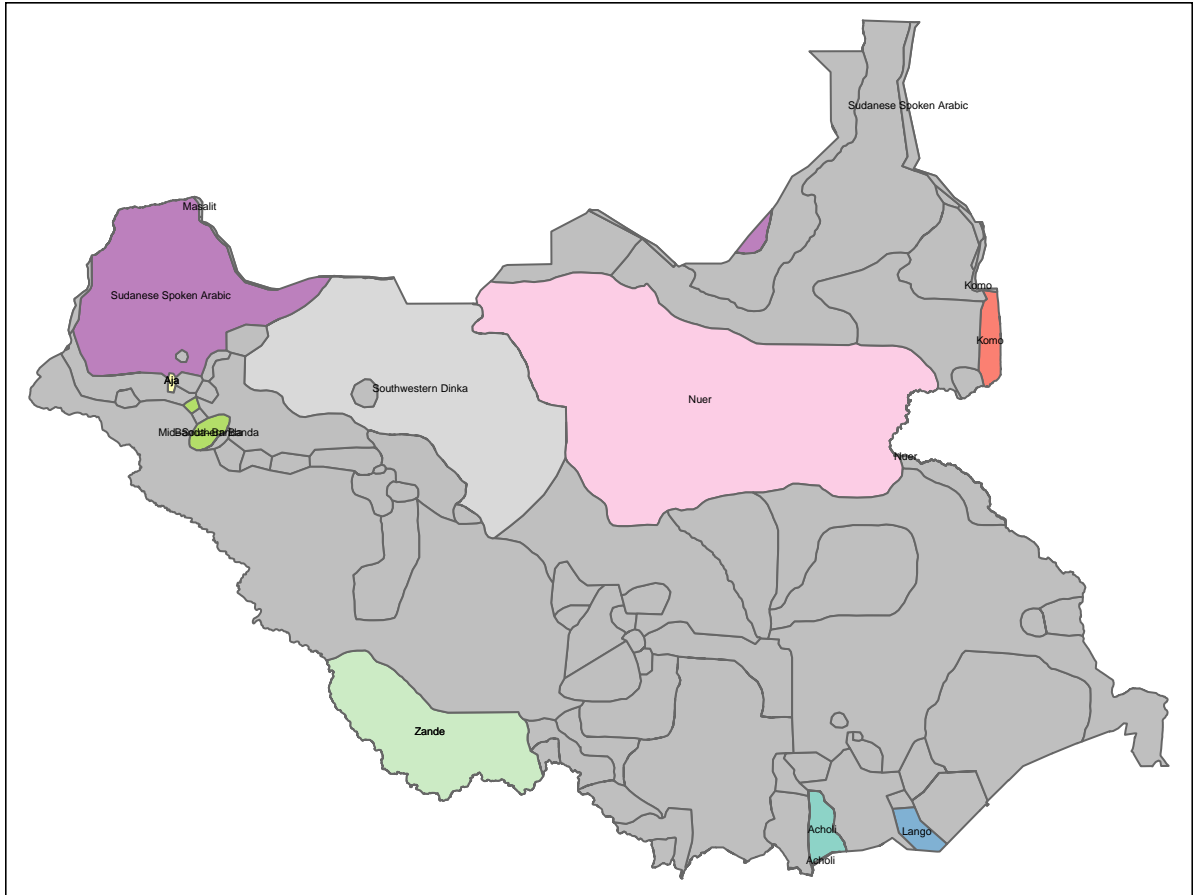 Sudanese Spoken Arabic
Masalit
Komo
Sudanese Spoken Arabic
Komo
Aja
Southwestern Dinka
Nuer
Nuer
Zande
Acholi
Lango
Acholi